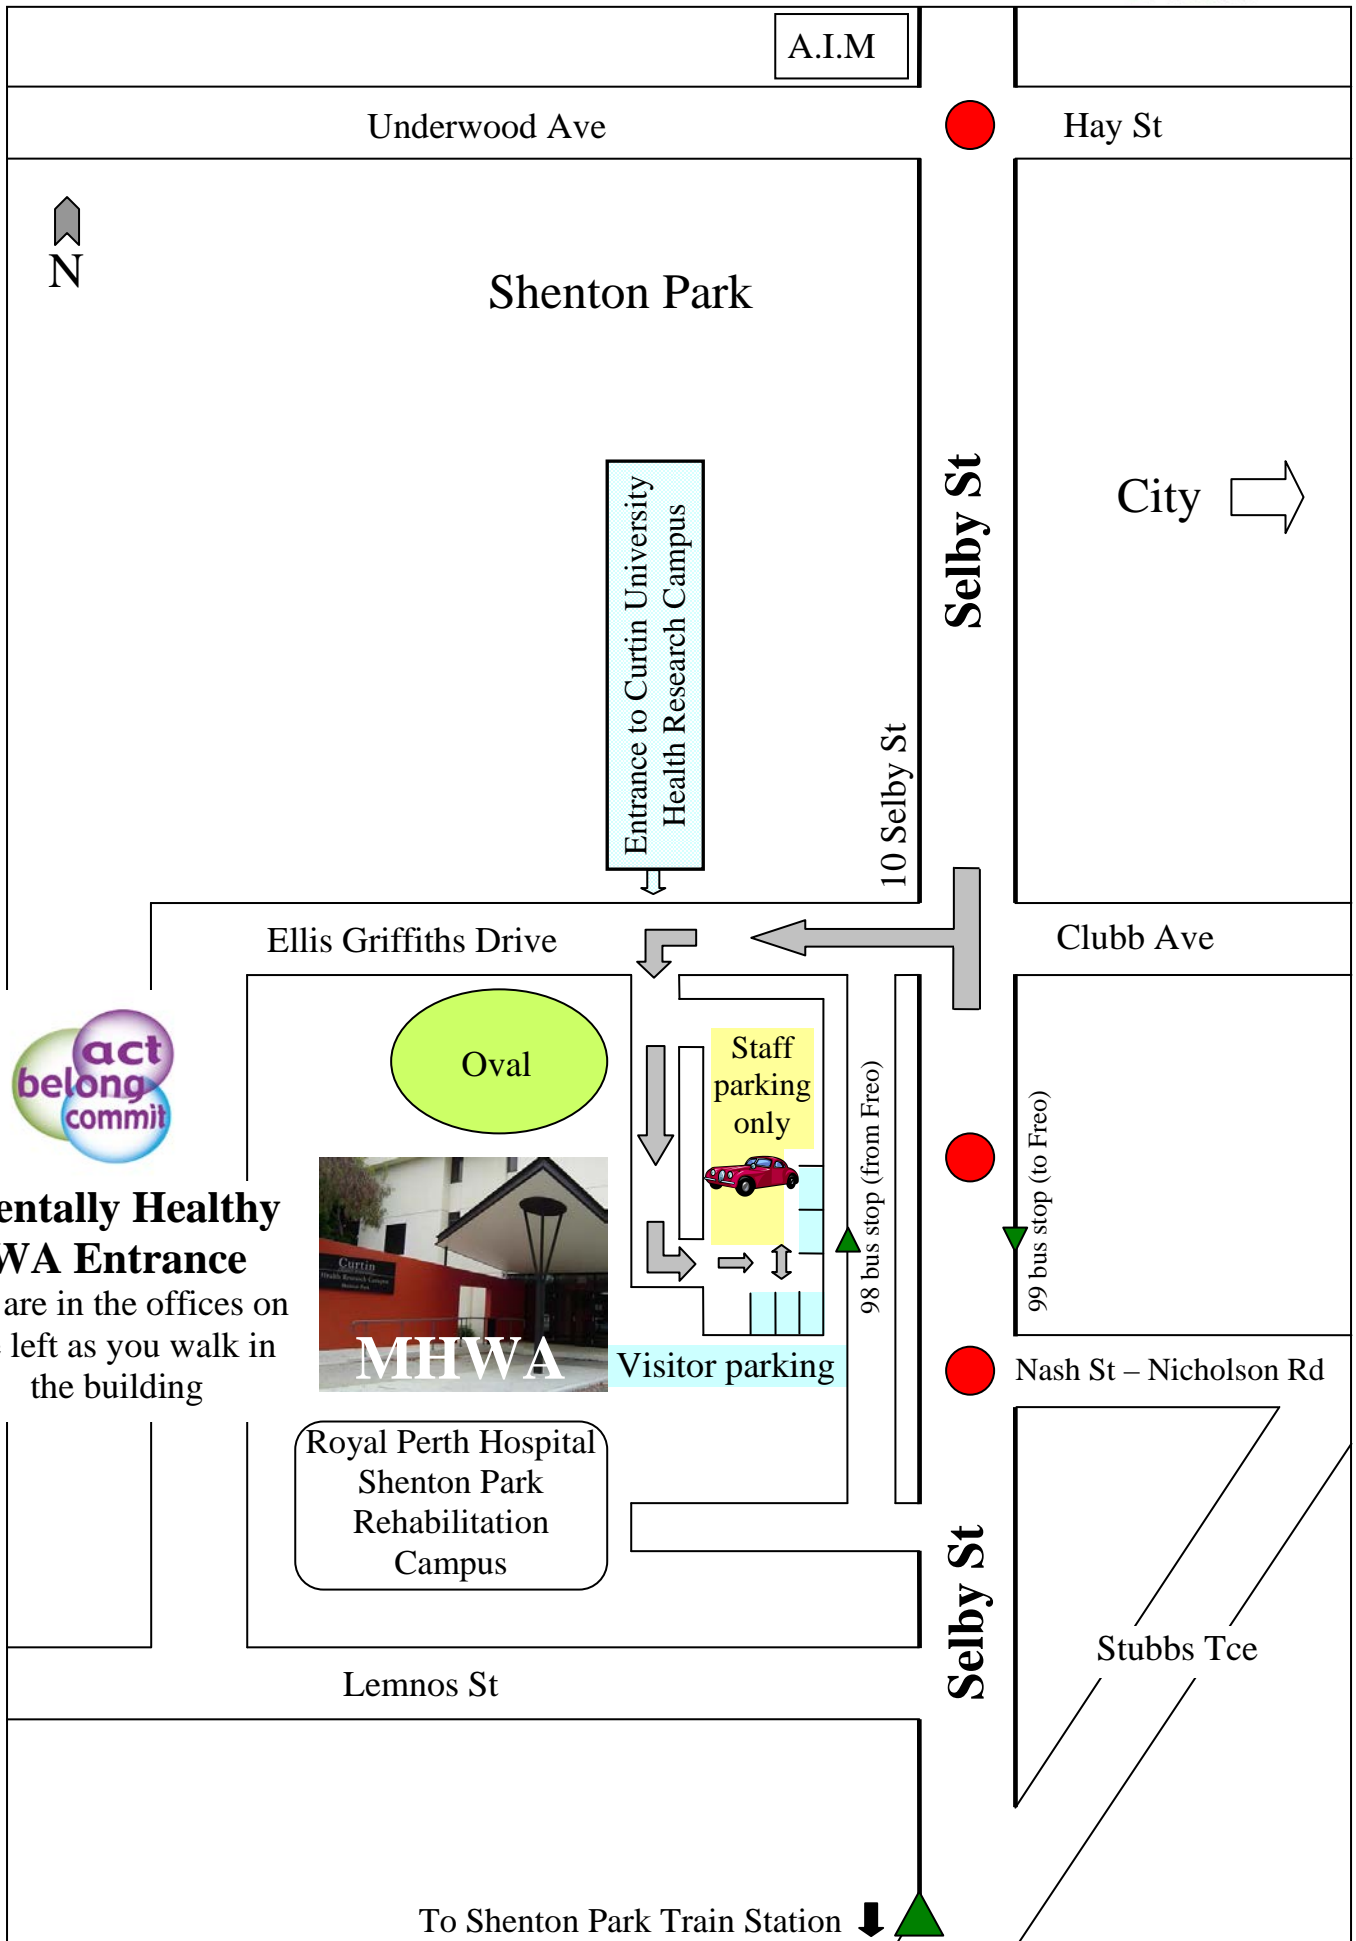 A.I.M
Underwood Ave
Hay St
N
Shenton Park
Selby St
City
Entrance to Curtin University
Health Research Campus
10 Selby St
Ellis Griffiths Drive
Clubb Ave
act
belong
commit
Oval
Staff
parking
only
98 bus stop (from Freo)
99 bus stop (to Freo)
entally Healthy
WA Entrance
are in the offices on
left as you walk in
the building
Curtin
Health Research Campus
MHWA
Visitor parking
Nash St – Nicholson Rd
Royal Perth Hospital
Shenton Park
Rehabilitation
Campus
Selby St
Stubbs Tce
Lemnos St
To Shenton Park Train Station